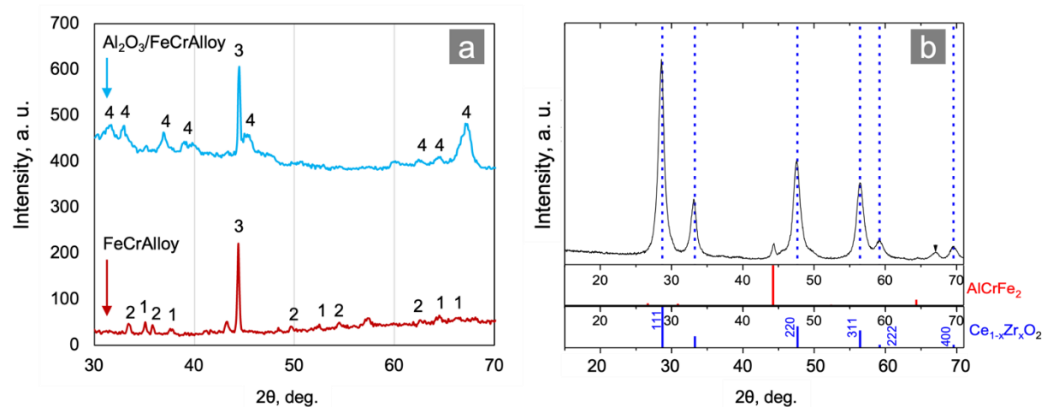 700
600
500
400
300
200
100
0
Intensity, a. u.
a
Al₂O₃/FeCrAlloy
4 4 4 4 3 4 4 4 4
FeCrAlloy
2 1 2 1 3 2 1 2 2 1 1
30 40 50 60 70
2θ, deg.
b
Intensity, a. u.
20 30 40 50 60 70
AlCrFe₂
20 30 40 50 60 70
111 220 311 222 400
Ce₁₋ₓZrₓO₂
20 30 40 50 60 70
2θ, deg.